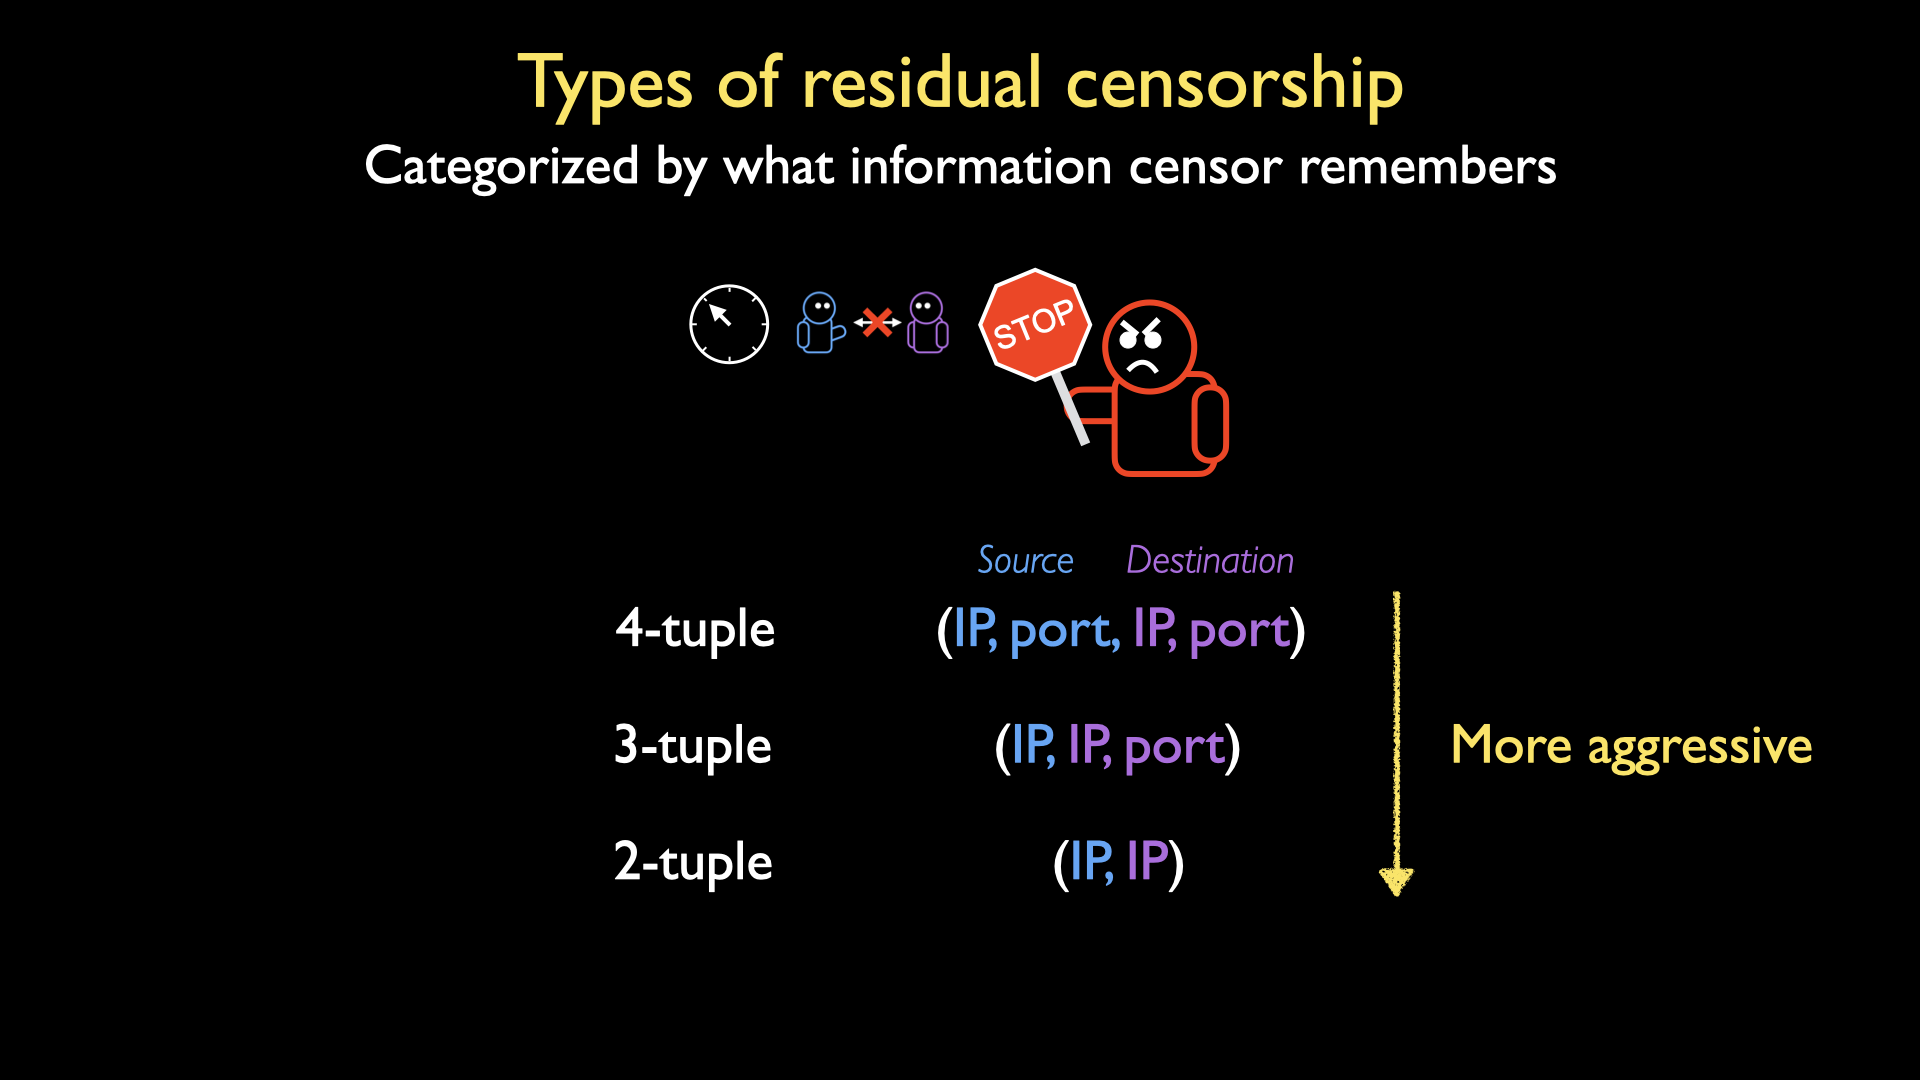 Types of residual censorship
Categorized by what information censor remembers
STOP
Source Destination
4-tuple (IP, port, IP, port)
3-tuple (IP, IP, port)
More aggressive
2-tuple (IP, IP)